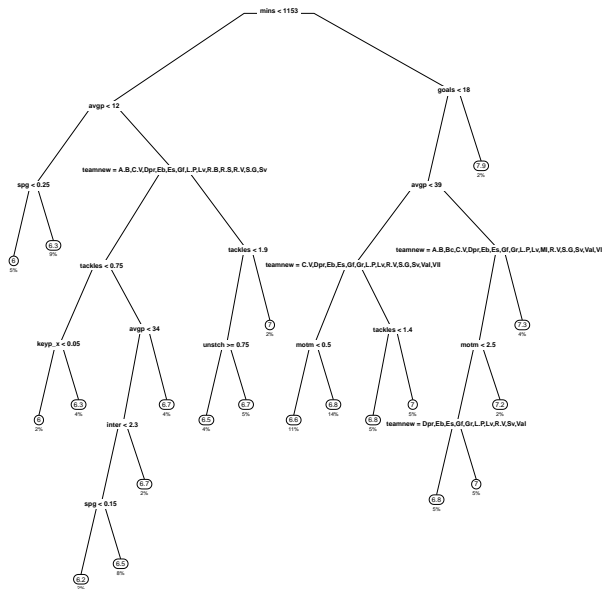 mins < 1153
goals < 18
avgp < 12
7.9
2%
teamnew = A.B,C.V,Dpr,Eb,Es,Gf,L.P,Lv,R.B,R.S,R.V,S.G,Sv
spg < 0.25
avgp < 39
6.3
9%
6
5%
tackles < 1.9
teamnew = A.B,Bc,C.V,Dpr,Eb,Es,Gf,Gr,L.P,Lv,Ml,R.V,S.G,Sv,Val,Vl
tackles < 0.75
teamnew = C.V,Dpr,Eb,Es,Gf,Gr,L.P,Lv,R.V,S.G,Sv,Val,Vll
7
2%
7.3
4%
avgp < 34
tackles < 1.4
keyp_x < 0.05
unstch >= 0.75
motm < 0.5
motm < 2.5
6.3
4%
6.7
4%
6.7
5%
6.8
14%
7
5%
7.2
2%
6
2%
6.5
4%
6.6
11%
6.8
5%
inter < 2.3
teamnew = Dpr,Eb,Es,Gf,Gr,L.P,Lv,R.V,Sv,Val
6.7
2%
7
5%
6.8
5%
spg < 0.15
6.5
8%
6.2